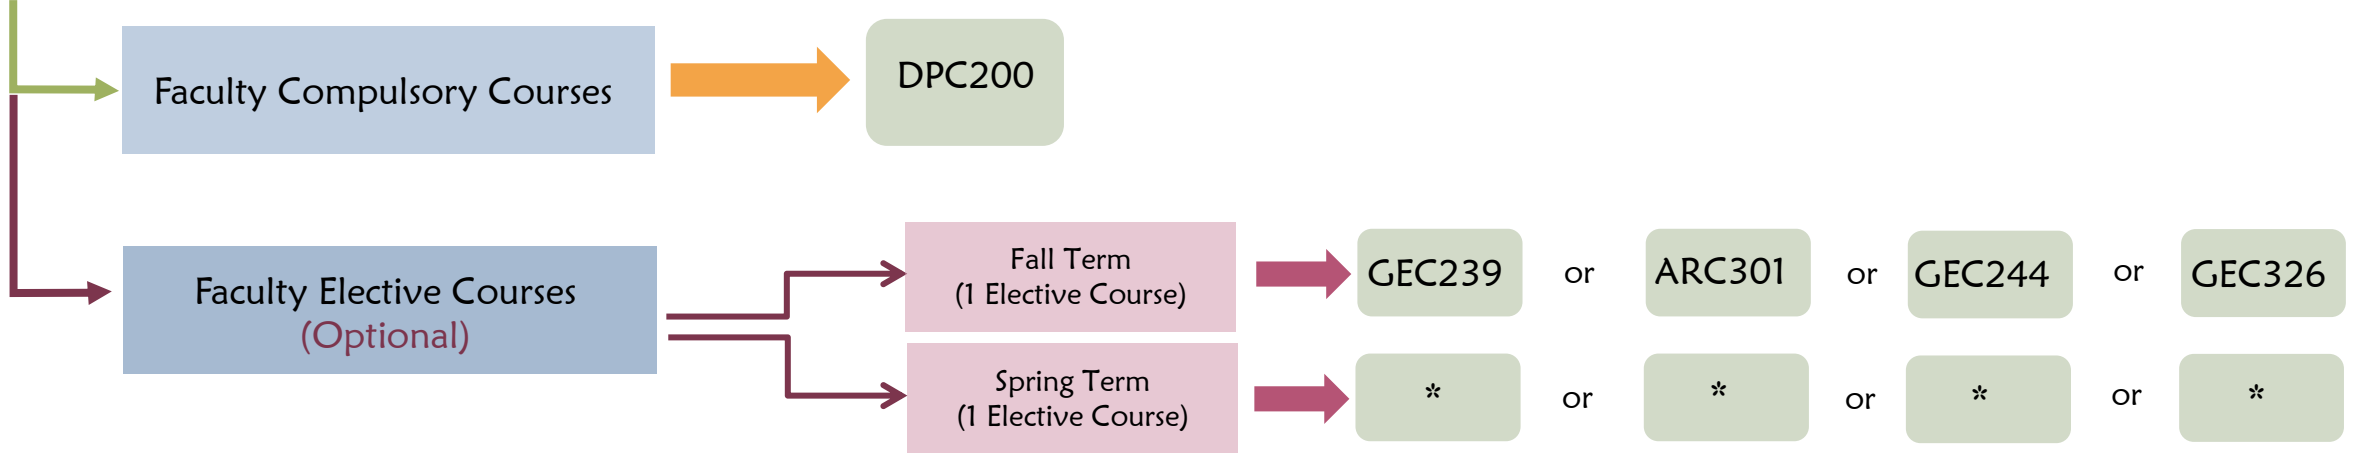 Faculty Compulsory Courses
DPC200
Faculty Elective Courses
(Optional)
Fall Term
(1 Elective Course)
GEC239 or ARC301 or GEC244 or GEC326
Spring Term
(1 Elective Course)
* or * or * or *